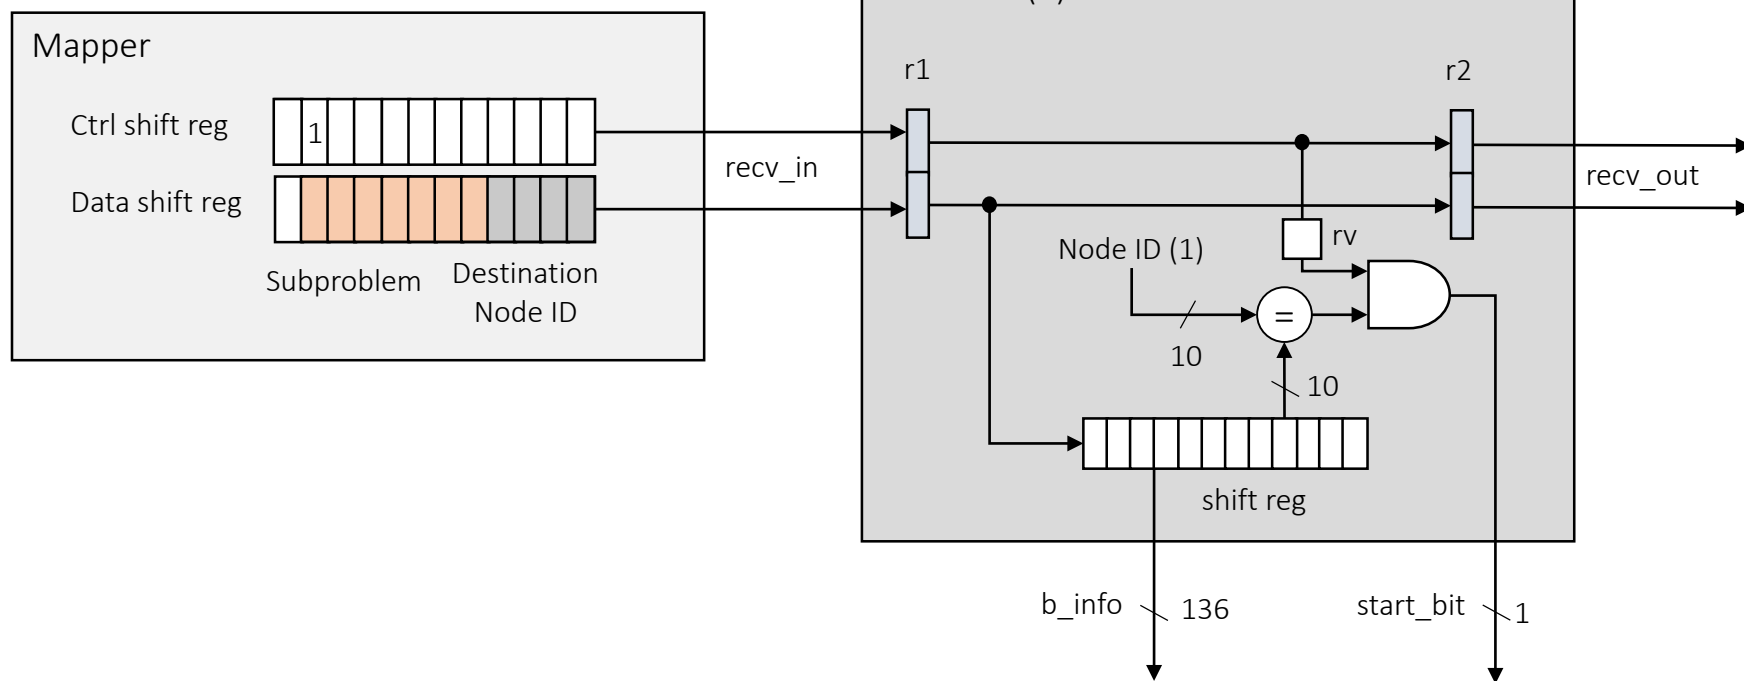 Mapper
r1
r2
Ctrl shift reg
1
recv_in
Data shift reg
recv_out
rv
Node ID (1)
Subproblem
Destination
Node ID
=
10
10
shift reg
b_info
136
start_bit
1